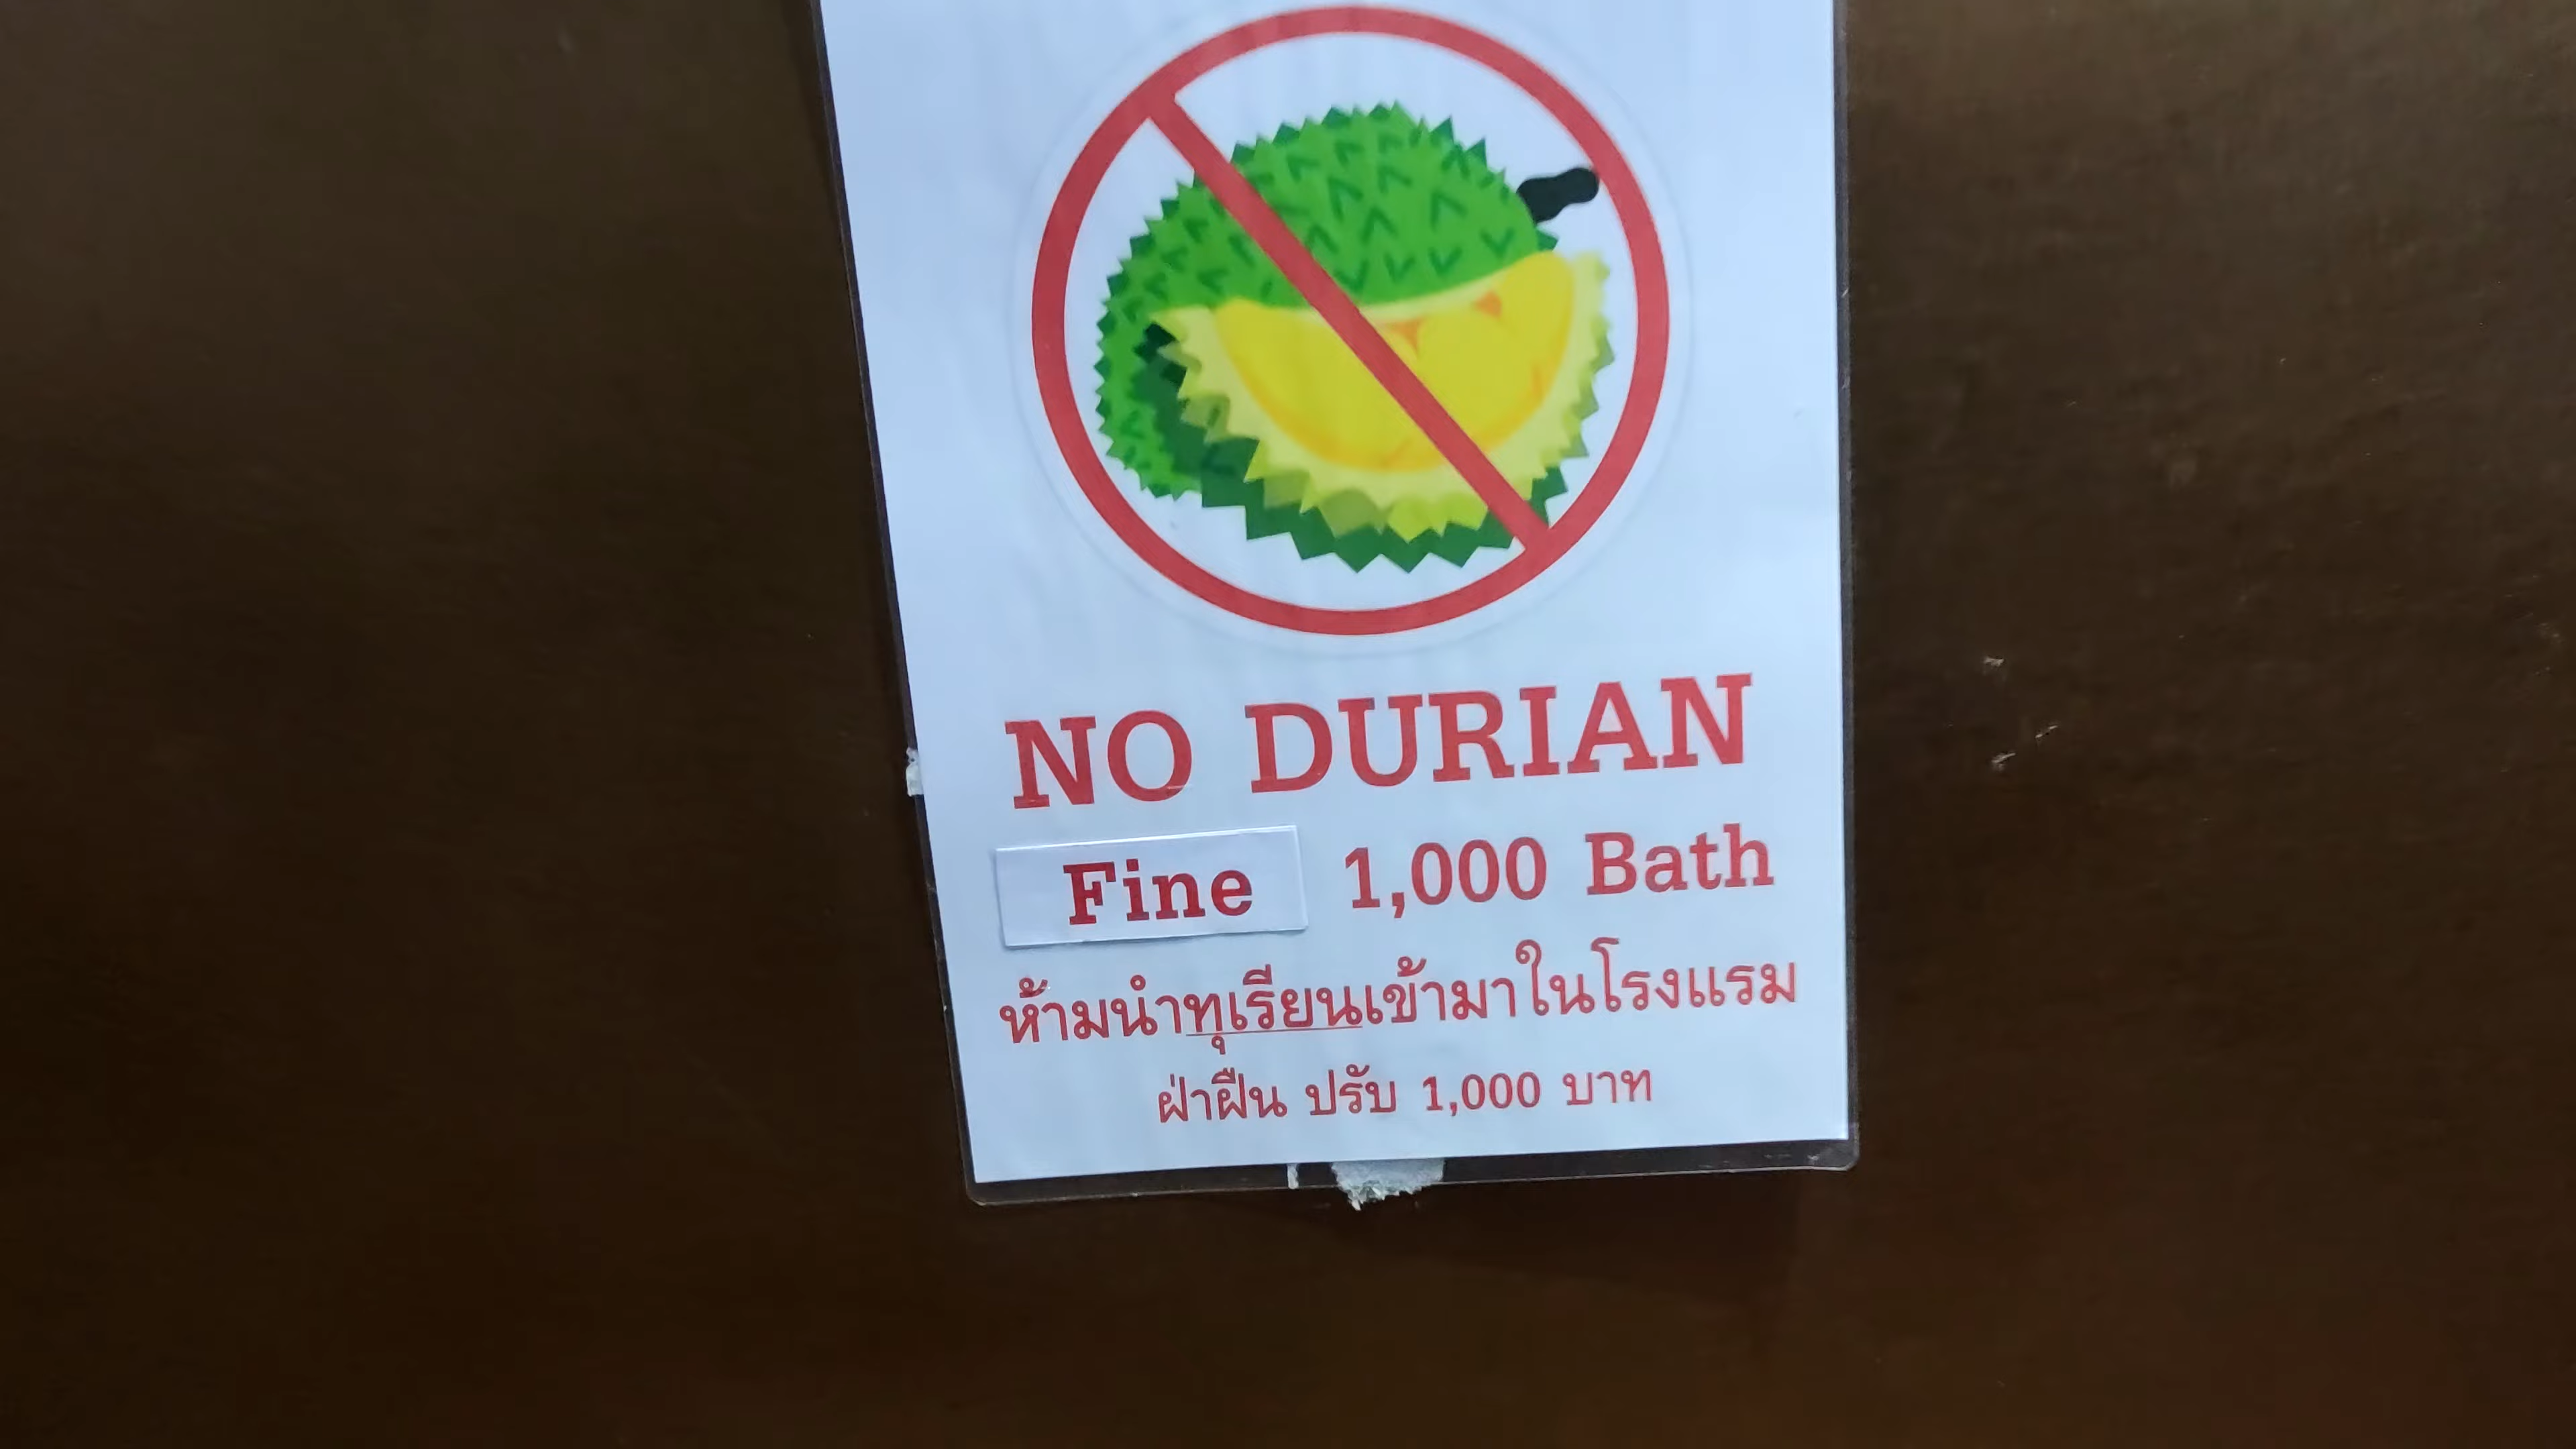 NO DURIAN
Fine 1,000 Bath
ห้ามนำทุเรียนเข้ามาในโรงแรม
ฝ่าฝืน ปรับ 1,000 บาท